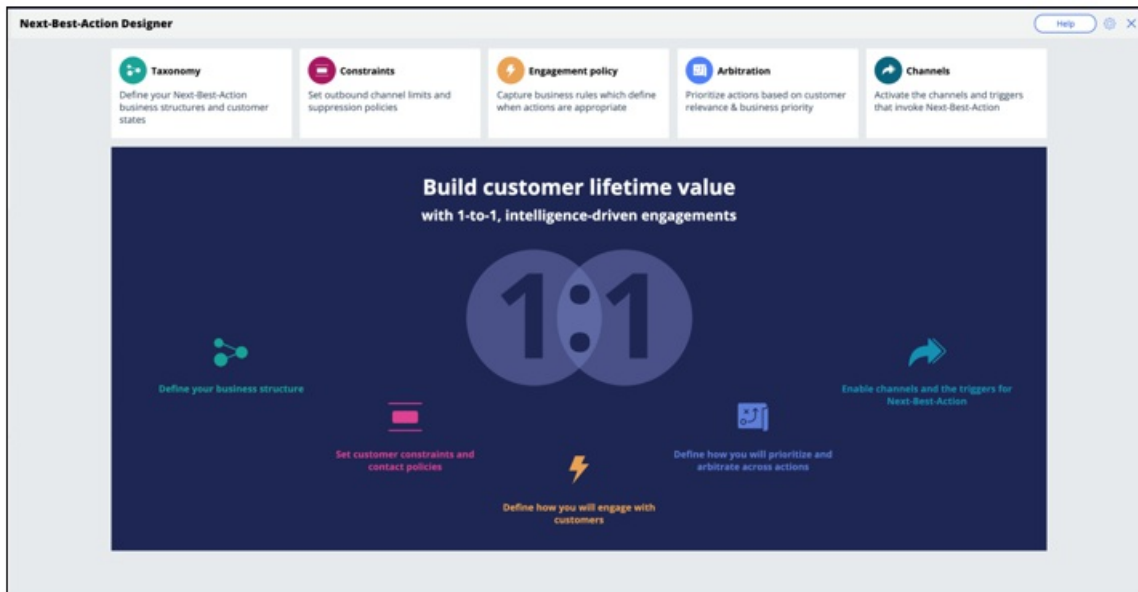 Next-Best-Action Designer
Help
Taxonomy
Define your Next-Best-Action
business structures and customer
states
Constraints
Set outbound channel limits and
suppression policies
Engagement policy
Capture business rules which define
when actions are appropriate
Arbitration
Prioritize actions based on customer
relevance & business priority
Channels
Activate the channels and triggers
that invoke Next-Best-Action
Build customer lifetime value
with 1-to-1, intelligence-driven engagements
1:1
Define your business structure
Enable channels and the triggers for
Next-Best-Action
Set customer constraints and
contact policies
Define how you will prioritize and
arbitrate across actions
Define how you will engage with
customers